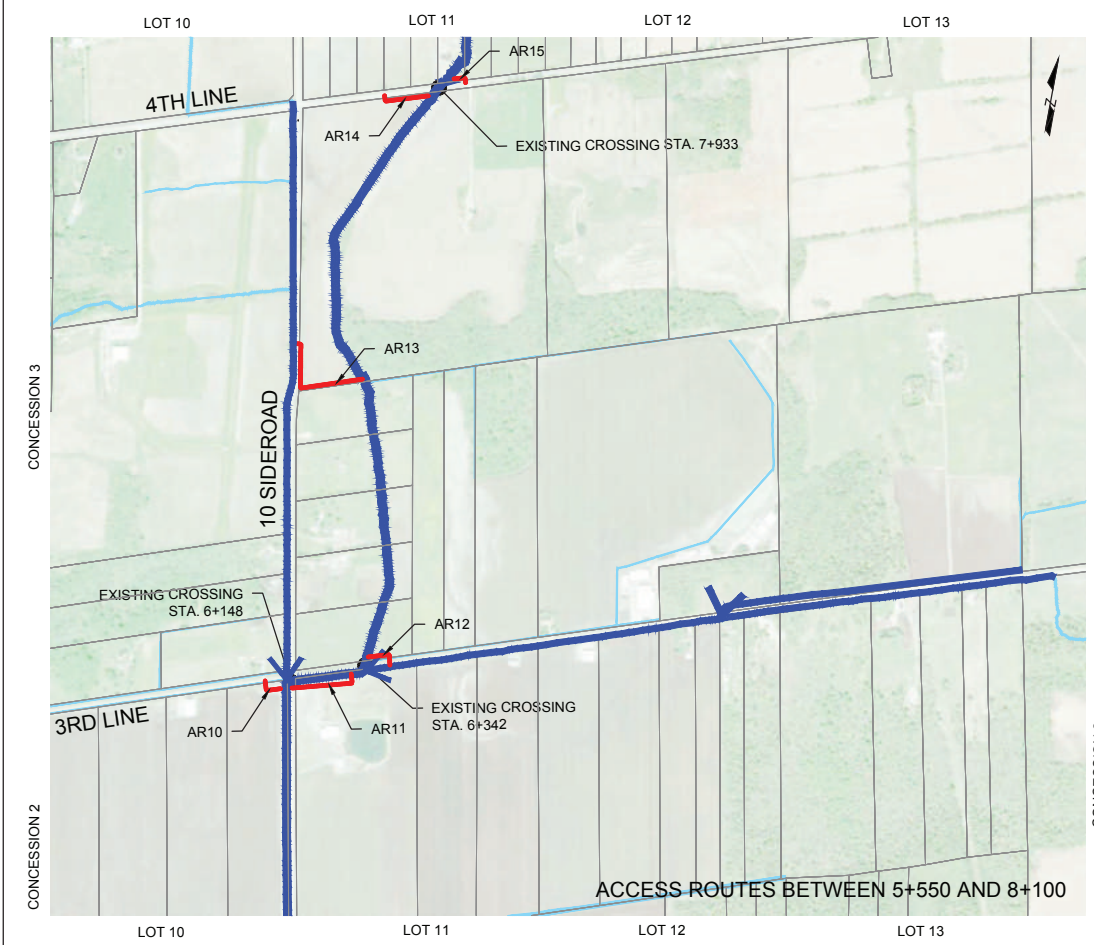 LOT 10
LOT 11
LOT 12
LOT 13
AR15
4TH LINE
AR14
EXISTING CROSSING STA. 7+933
N
AR13
CONCESSION 3
10 SIDEROAD
EXISTING CROSSING
STA. 6+148
AR12
EXISTING CROSSING
STA. 6+342
3RD LINE
AR10
AR11
CONCESSION 2
ACCESS ROUTES BETWEEN 5+550 AND 8+100
LOT 10
LOT 11
LOT 12
LOT 13